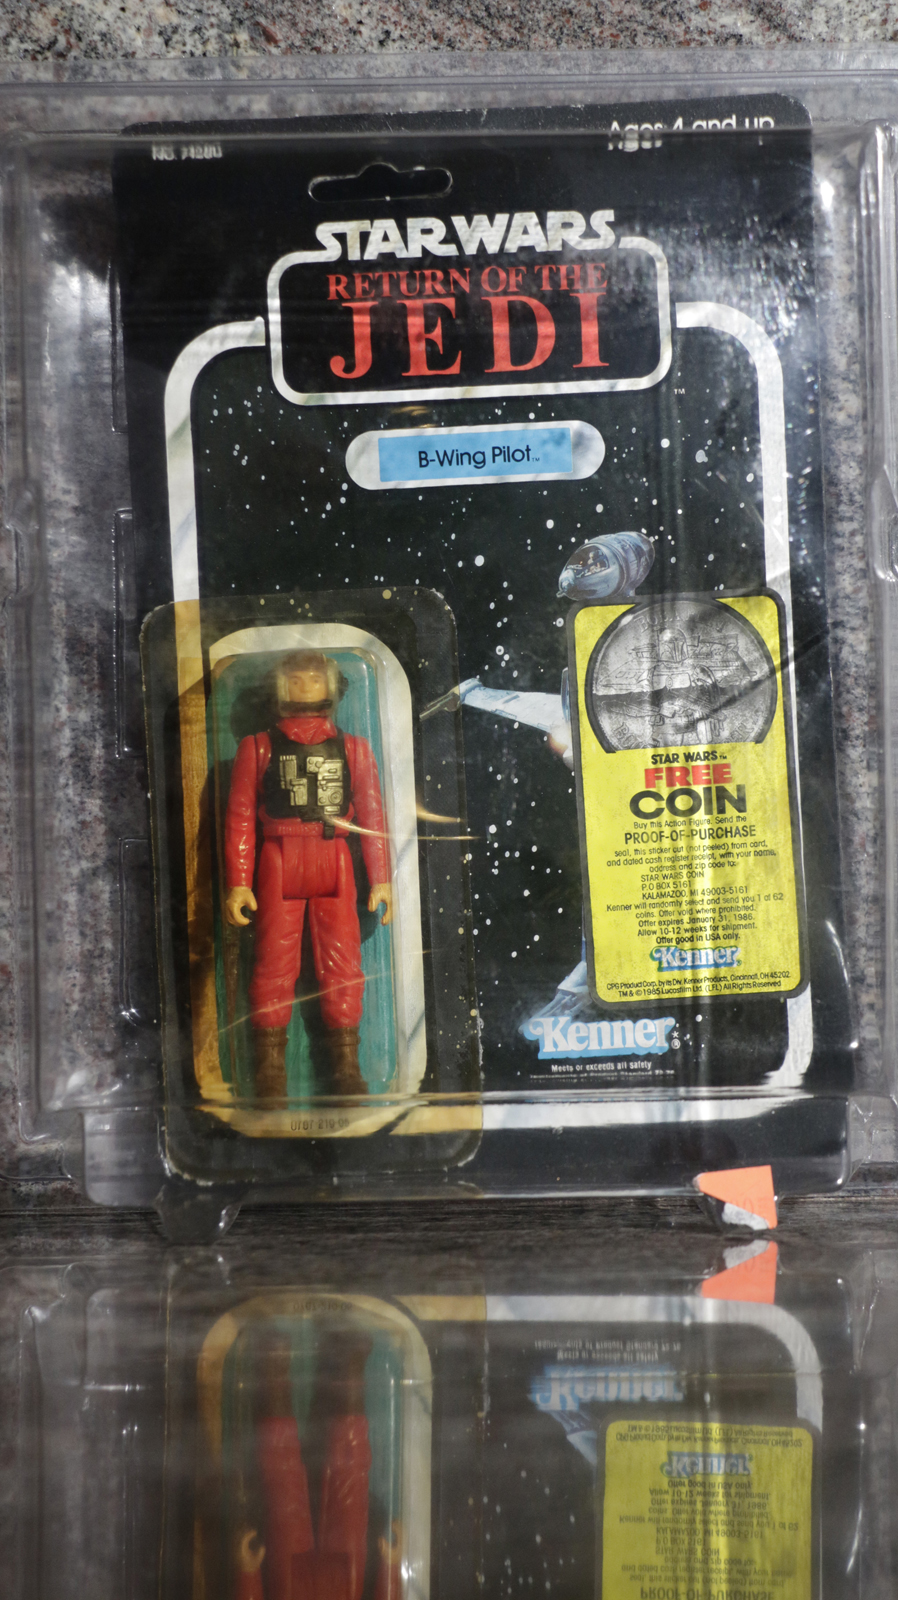 Ages 4 and up
STAR WARS
RETURN OF THE
JEDI
TM
B-Wing Pilot™
STAR WARS™
FREE
COIN
Buy this Action Figure. Send the
PROOF-OF-PURCHASE
seal, this sticker cut (not peeled) from card,
and dated cash register receipt, with your name,
address and zip code to:
STAR WARS COIN
P.O BOX 5161
KALAMAZOO, MI 49003-5161
Kenner will randomly select and send you 1 of 62
coins. Offer void where prohibited.
Offer expires January 31, 1986.
Allow 10-12 weeks for shipment.
Offer good in USA only.
Kenner
CPG Product Corp. by its Div. Kenner Products, Cincinnati, OH 45202.
TM & © 1985 Lucasfilm Ltd. (LFL) All Rights Reserved
Kenner®
Meets or exceeds all safety